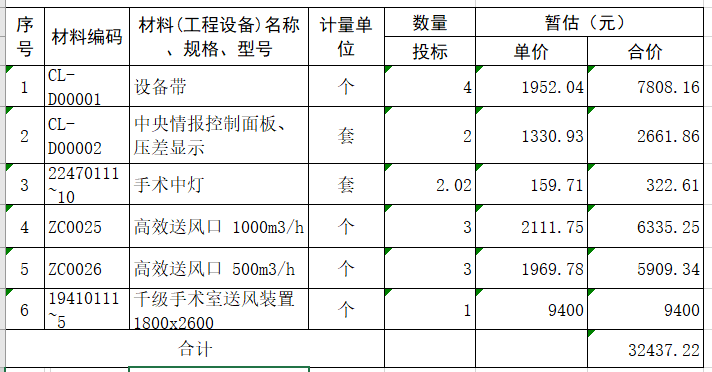 序号 材料编码 材料(工程设备)名称、规格、型号 计量单位 数量 暂估（元）
投标 单价 合价
1 CL-D00001 设备带 个 4 1952.04 7808.16
2 CL-D00002 中央情报控制面板、压差显示 套 2 1330.93 2661.86
3 22470111~10 手术中灯 套 2.02 159.71 322.61
4 ZC0025 高效送风口 1000m3/h 个 3 2111.75 6335.25
5 ZC0026 高效送风口 500m3/h 个 3 1969.78 5909.34
6 19410111~5 千级手术室送风装置1800x2600 个 1 9400 9400
合计 32437.22